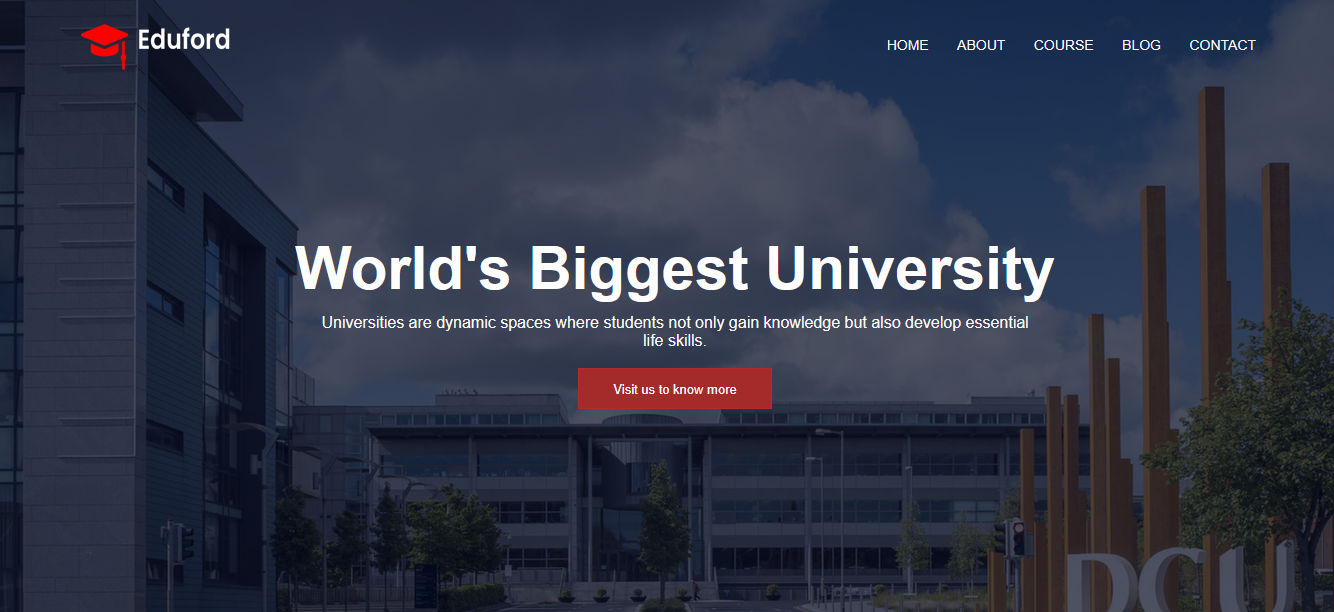 Eduford
HOME ABOUT COURSE BLOG CONTACT
World's Biggest University
Universities are dynamic spaces where students not only gain knowledge but also develop essential
life skills.
Visit us to know more
DCU